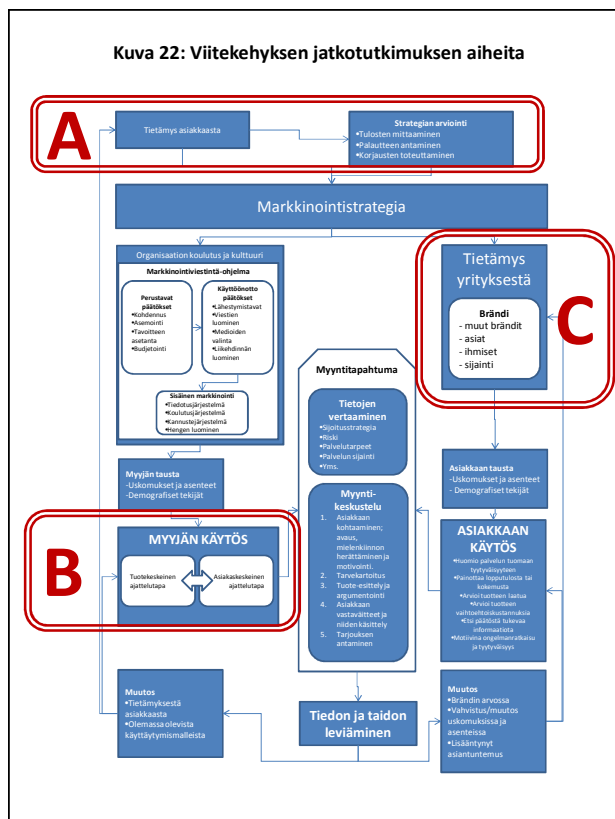 Kuva 22: Viitekehyksen jatkotutkimuksen aiheita
A
Tietämys asiakkaasta
Strategian arviointi
•Tulosten mittaaminen
•Palautteen antaminen
•Korjausten toteuttaminen
Markkinointistrategia
Organisaation koulutus ja kulttuuri
Markkinointiviestintä-ohjelma
Perustavat
päätökset
•Kohdennus
•Asemointi
•Tavoitteen
asetanta
•Budjetointi
Käyttöönotto
päätökset
•Lähestymistavat
•Viestien
luominen
•Medioiden
valinta
•Liikehdinnän
luominen
Sisäinen markkinointi
•Tiedotusjärjestelmä
•Koulutusjärjestelmä
•Kannustejärjestelmä
•Hengen luominen
Tietämys
yrityksestä
Brändi
- muut brändit
- asiat
- ihmiset
- sijainti
C
Myyntitapahtuma
Tietojen
vertaaminen
•Sijoitusstrategia
•Riski
•Palvelutarpeet
•Palvelun sijainti
•Yms.
Myynti-
keskustelu
1. Asiakkaan
kohtaaminen;
avaus,
mielenkiinnon
herättäminen ja
motivointi.
2. Tarvekartoitus
3. Tuote-esittely ja
argumentointi
4. Asiakkaan
vastaväitteet ja
niiden käsittely
5. Tarjouksen
antaminen
Myyjän tausta
-Uskomukset ja asenteet
-Demografiset tekijät
B
MYYJÄN KÄYTÖS
Tuotekeskeinen
ajattelutapa
Asiakaskeskeinen
ajattelutapa
Asiakkaan tausta
- Uskomukset ja asenteet
- Demografiset tekijät
ASIAKKAAN
KÄYTÖS
•Huomio palvelun tuomaan
tyytyväisyyteen
•Painottaa lopputulosta tai
kokemusta
•Arvioi tuotteen laatua
•Arvioi tuotteen
vaihtoehtoiskustannuksia
•Etsi päätöstä tukevaa
informaatiota
•Motiivina ongelmanratkaisu
ja tyytyväisyys
Muutos
•Tietämyksestä
asiakkaasta
•Olemassa olevista
käyttäytymismalleista
Tiedon ja taidon
leviäminen
Muutos
•Brändin arvossa
•Vahvistus/muutos
uskomuksissa ja
asenteissa
•Lisääntynyt
asiantuntemus